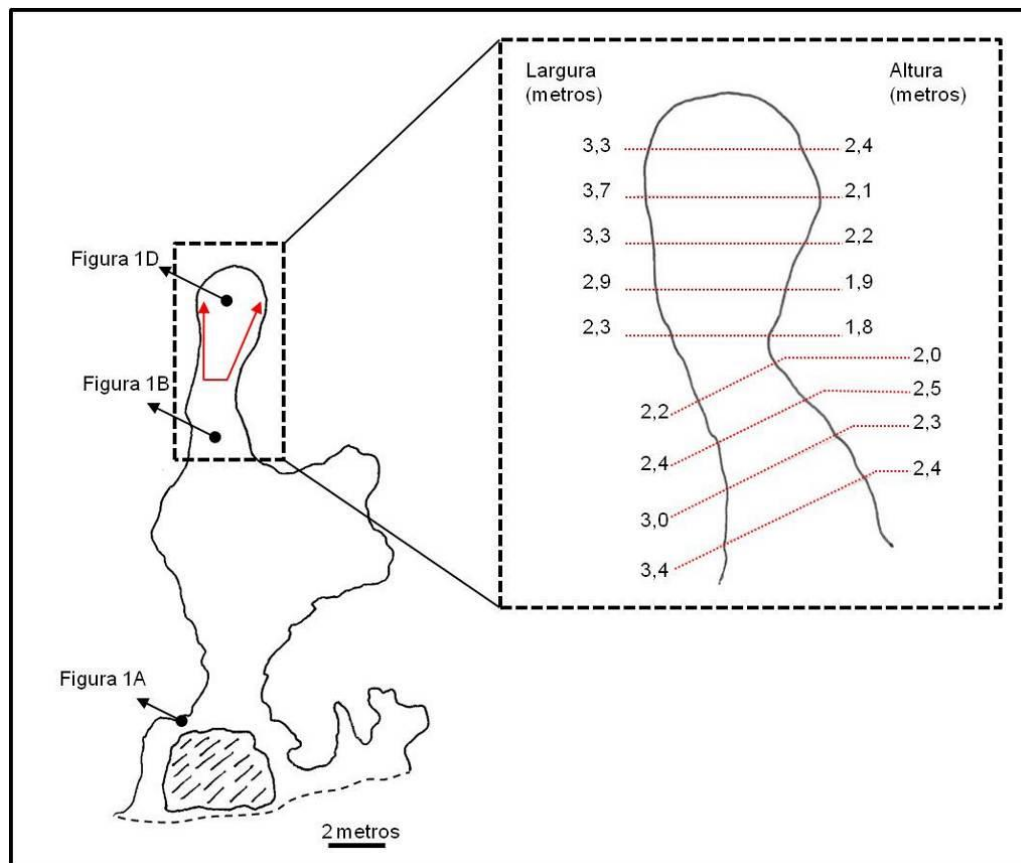 Largura
(metros)
Altura
(metros)
3,3
2,4
3,7
2,1
3,3
2,2
2,9
1,9
2,3
1,8
2,0
2,2
2,5
2,4
2,3
3,0
2,4
3,4
Figura 1D
Figura 1B
Figura 1A
2 metros